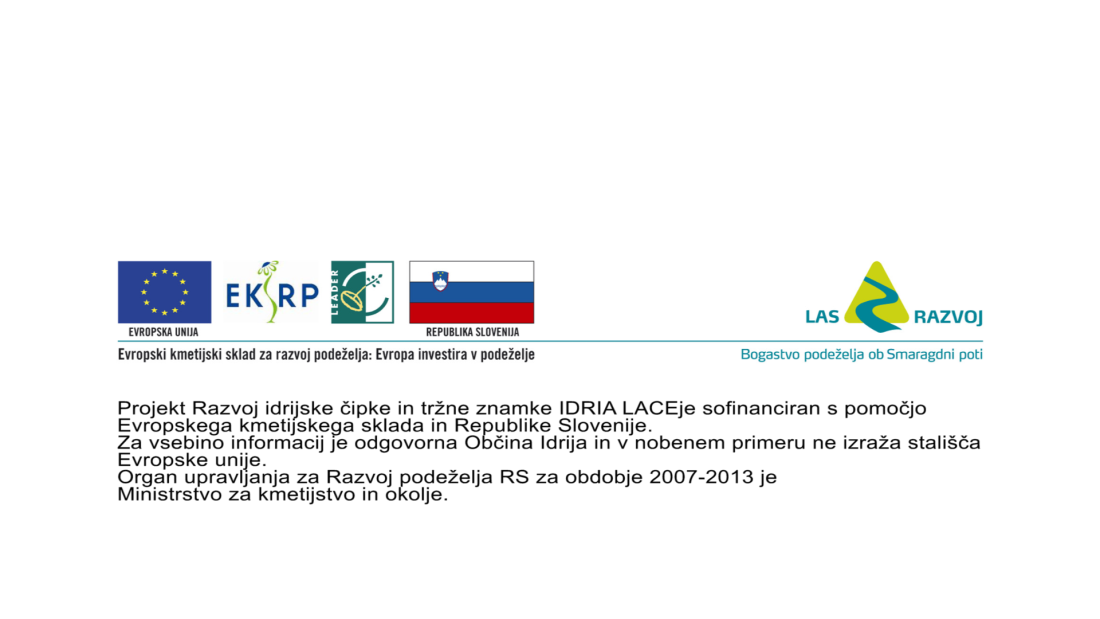 EKSRP
LEADER
EVROPSKA UNIJA
REPUBLIKA SLOVENIJA
LAS RAZVOJ
Evropski kmetijski sklad za razvoj podeželja: Evropa investira v podeželje
Bogastvo podeželja ob Smaragdni poti
Projekt Razvoj idrijske čipke in tržne znamke IDRIA LACEje sofinanciran s pomočjo
Evropskega kmetijskega sklada in Republike Slovenije.
Za vsebino informacij je odgovorna Občina Idrija in v nobenem primeru ne izraža stališča
Evropske unije.
Organ upravljanja za Razvoj podeželja RS za obdobje 2007-2013 je
Ministrstvo za kmetijstvo in okolje.